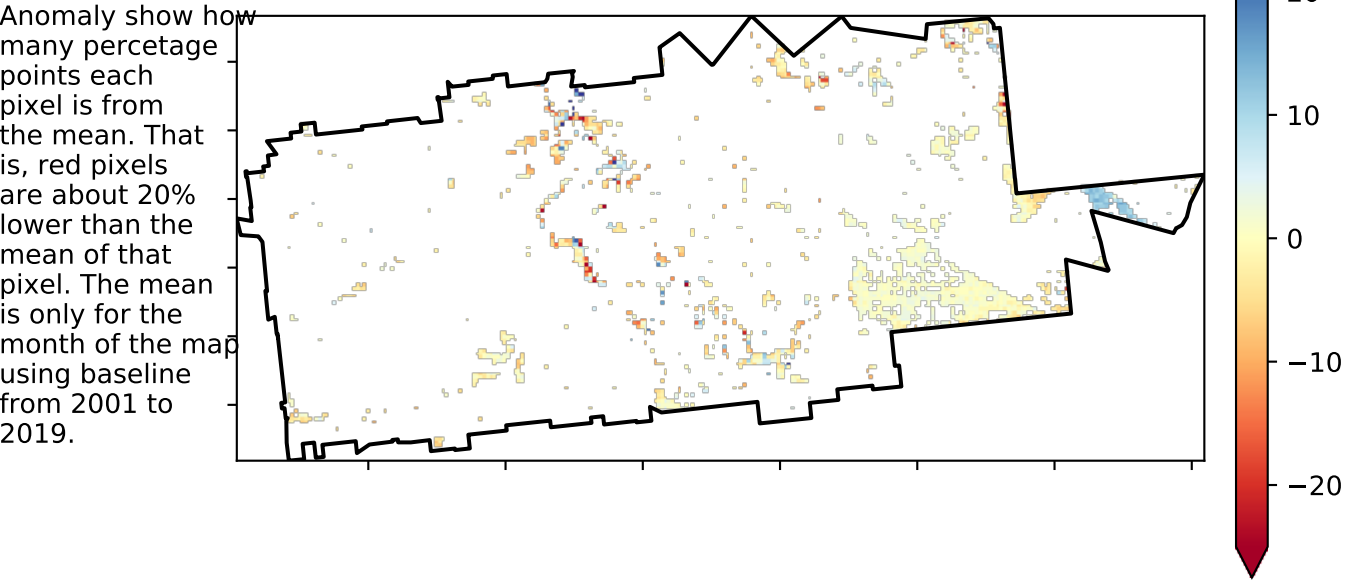 Anomaly show how
many percetage
points each
pixel is from
the mean. That
is, red pixels
are about 20%
lower than the
mean of that
pixel. The mean
is only for the
month of the map
using baseline
from 2001 to
2019.
10
0
−10
−20